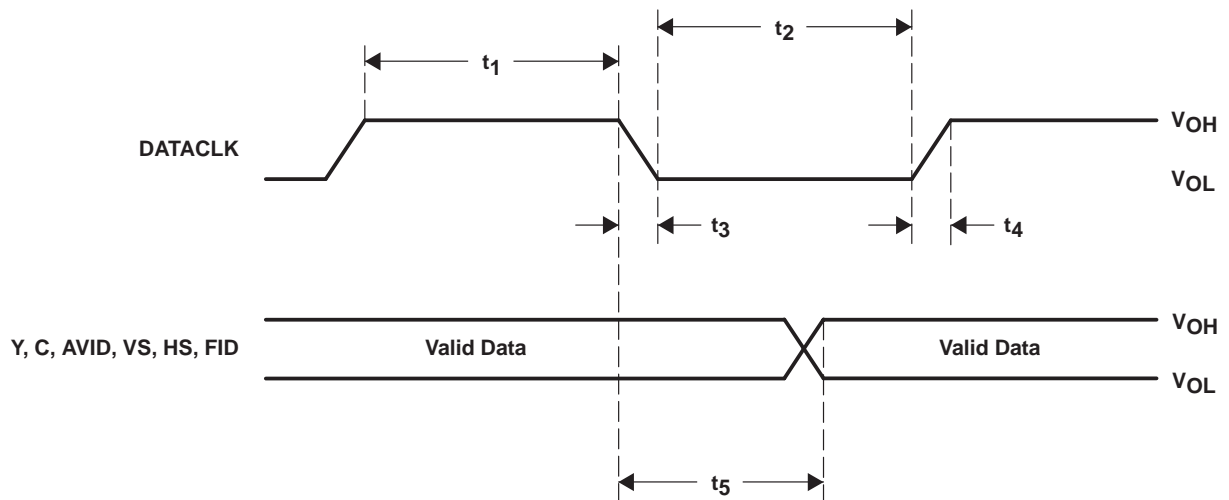 t2
t1
VOH
DATACLK
VOL
t3
t4
VOH
Y, C, AVID, VS, HS, FID
Valid Data
Valid Data
VOL
t5